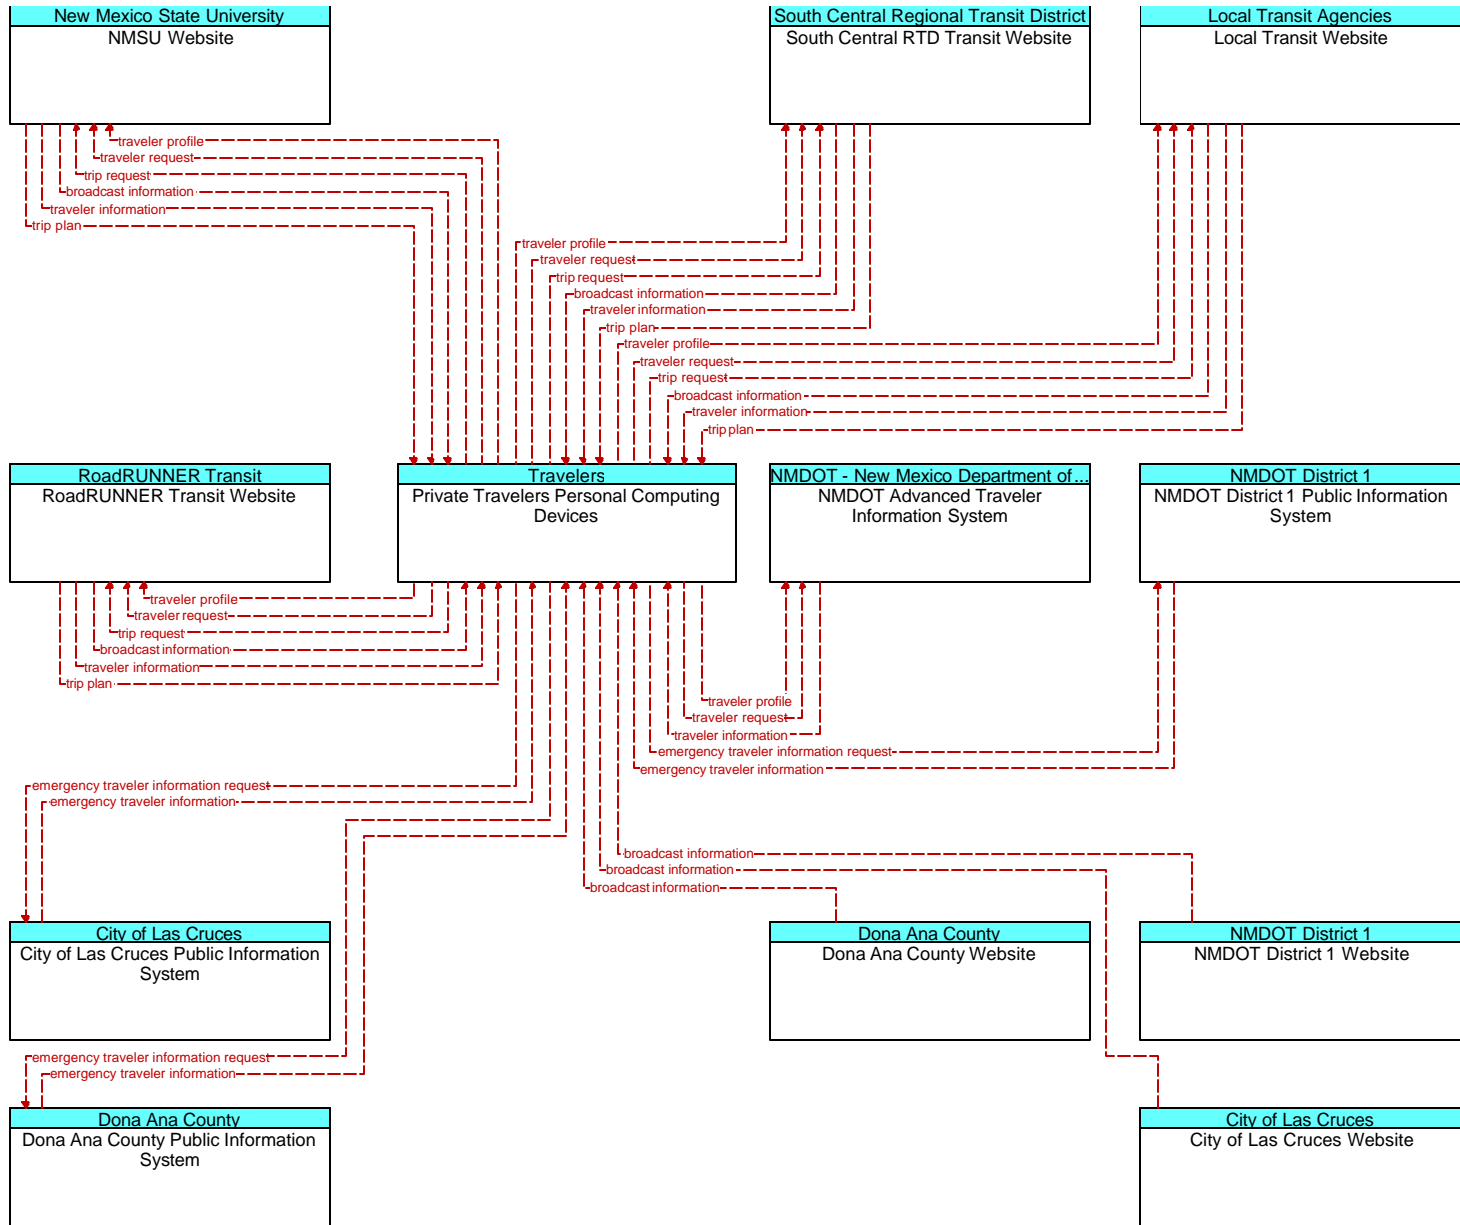 New Mexico State University
NMSU Website
South Central Regional Transit District
South Central RTD Transit Website
Local Transit Agencies
Local Transit Website
traveler profile
traveler request
trip request
broadcast information
traveler information
trip plan
traveler profile
traveler request
trip request
broadcast information
traveler information
trip plan
traveler profile
traveler request
trip request
broadcast information
traveler information
trip plan
RoadRUNNER Transit
RoadRUNNER Transit Website
Travelers
Private Travelers Personal Computing
Devices
NMDOT - New Mexico Department of...
NMDOT Advanced Traveler
Information System
NMDOT District 1
NMDOT District 1 Public Information
System
traveler profile
traveler request
trip request
broadcast information
traveler information
trip plan
traveler profile
traveler request
traveler information
emergency traveler information request
emergency traveler information
emergency traveler information request
emergency traveler information
broadcast information
broadcast information
broadcast information
City of Las Cruces
City of Las Cruces Public Information
System
Dona Ana County
Dona Ana County Website
NMDOT District 1
NMDOT District 1 Website
emergency traveler information request
emergency traveler information
Dona Ana County
Dona Ana County Public Information
System
City of Las Cruces
City of Las Cruces Website